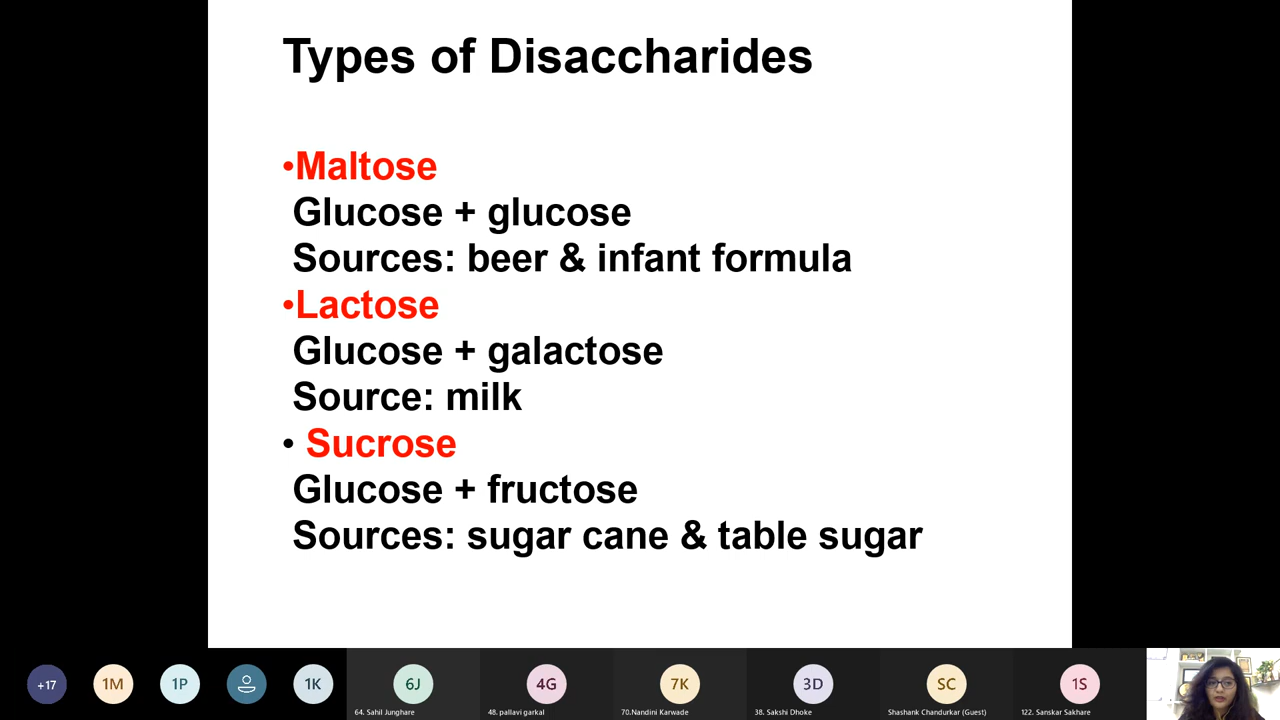 Types of Disaccharides
•Maltose
Glucose + glucose
Sources: beer & infant formula
•Lactose
Glucose + galactose
Source: milk
• Sucrose
Glucose + fructose
Sources: sugar cane & table sugar
+17 1M 1P 1K 6J 4G 7K 3D SC 1S
64. Sahil Junghare 48. pallavi garkal 70.Nandini Karwade 38. Sakshi Dhoke Shashank Chandurkar (Guest) 122. Sanskar Sakhare